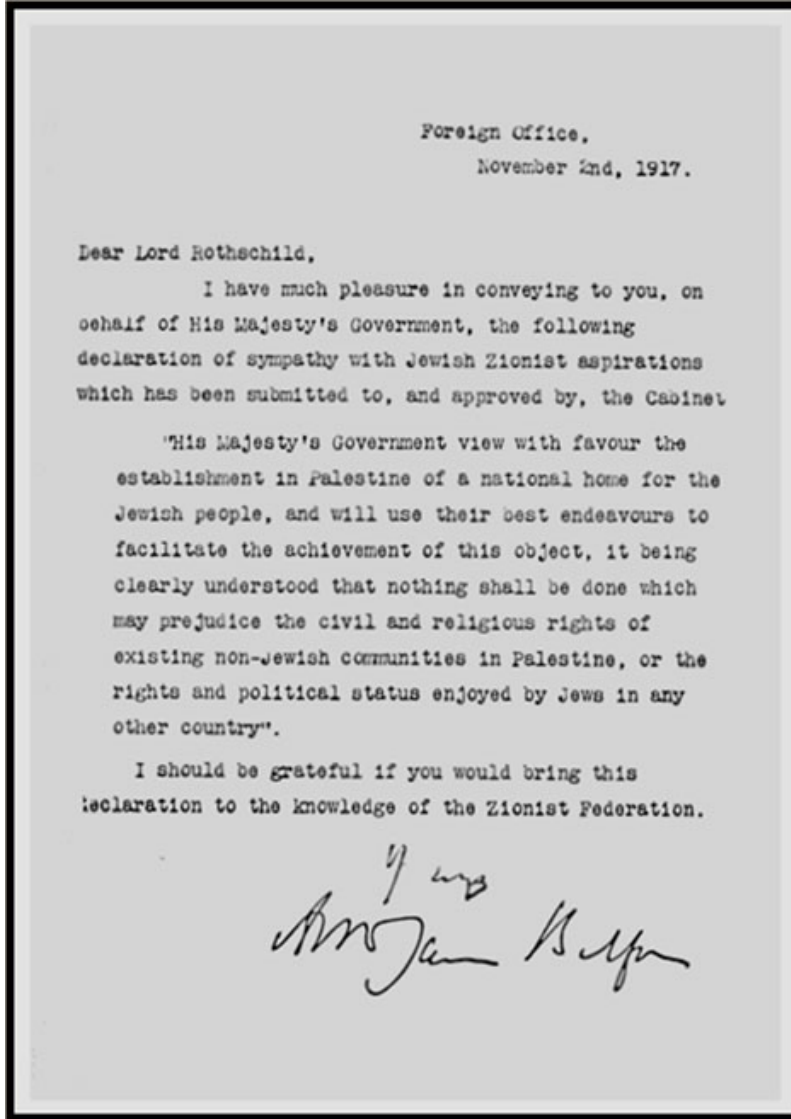 Foreign Office,
November 2nd, 1917.
Dear Lord Rothschild,
I have much pleasure in conveying to you, on
behalf of His Majesty's Government, the following
declaration of sympathy with Jewish Zionist aspirations
which has been submitted to, and approved by, the Cabinet
"His Majesty's Government view with favour the
establishment in Palestine of a national home for the
Jewish people, and will use their best endeavours to
facilitate the achievement of this object, it being
clearly understood that nothing shall be done which
may prejudice the civil and religious rights of
existing non-Jewish communities in Palestine, or the
rights and political status enjoyed by Jews in any
other country".
I should be grateful if you would bring this
declaration to the knowledge of the Zionist Federation.
Arthur James Balfour